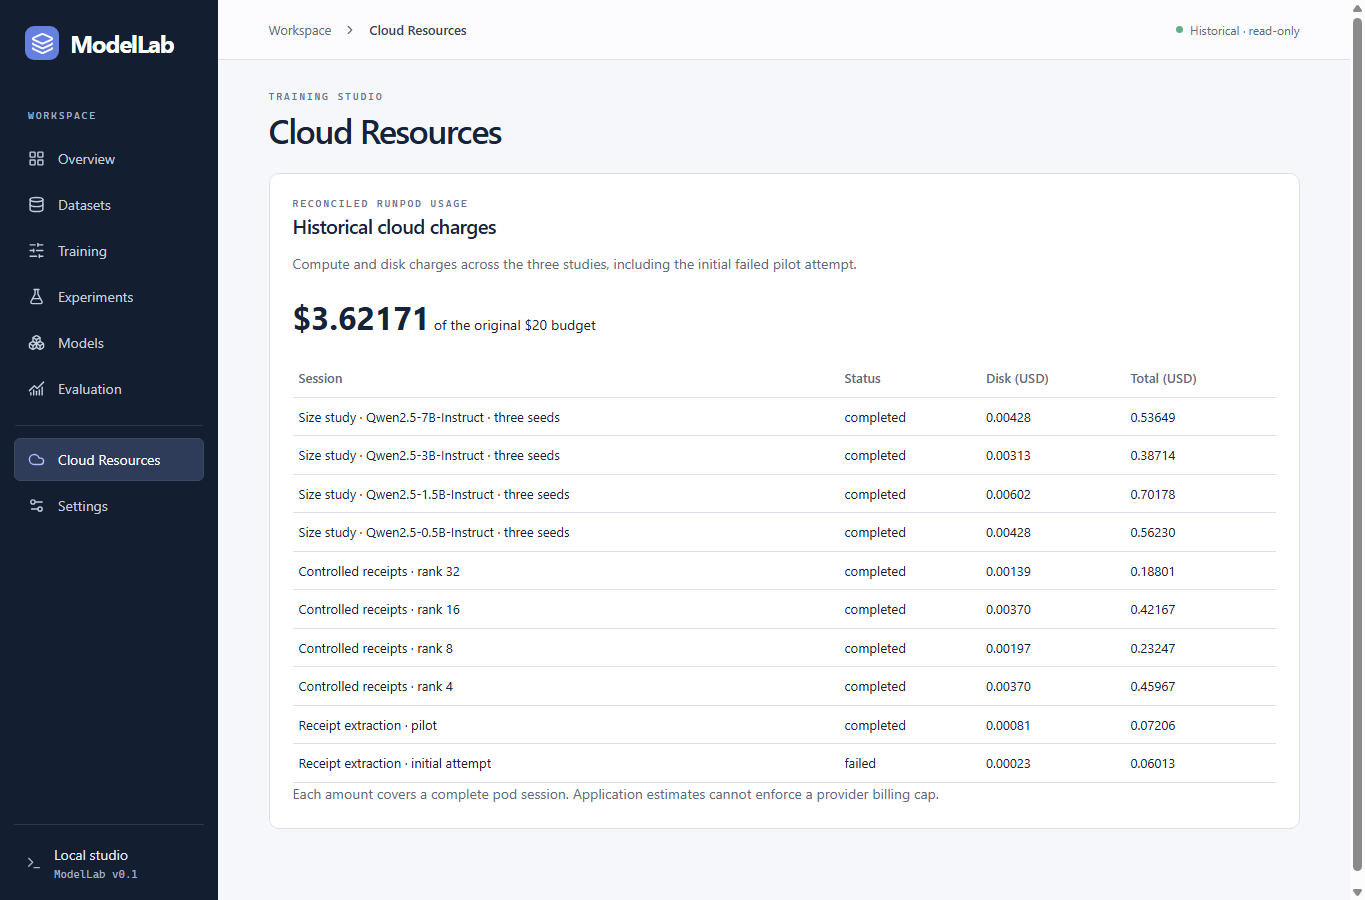 ModelLab
WORKSPACE
Overview
Datasets
Training
Experiments
Models
Evaluation
Cloud Resources
Settings
Local studio
ModelLab v0.1
Workspace > Cloud Resources
Historical · read-only
TRAINING STUDIO
Cloud Resources
RECONCILED RUNPOD USAGE
Historical cloud charges
Compute and disk charges across the three studies, including the initial failed pilot attempt.
$3.62171 of the original $20 budget
Session Status Disk (USD) Total (USD)
Size study · Qwen2.5-7B-Instruct · three seeds completed 0.00428 0.53649
Size study · Qwen2.5-3B-Instruct · three seeds completed 0.00313 0.38714
Size study · Qwen2.5-1.5B-Instruct · three seeds completed 0.00602 0.70178
Size study · Qwen2.5-0.5B-Instruct · three seeds completed 0.00428 0.56230
Controlled receipts · rank 32 completed 0.00139 0.18801
Controlled receipts · rank 16 completed 0.00370 0.42167
Controlled receipts · rank 8 completed 0.00197 0.23247
Controlled receipts · rank 4 completed 0.00370 0.45967
Receipt extraction · pilot completed 0.00081 0.07206
Receipt extraction · initial attempt failed 0.00023 0.06013
Each amount covers a complete pod session. Application estimates cannot enforce a provider billing cap.